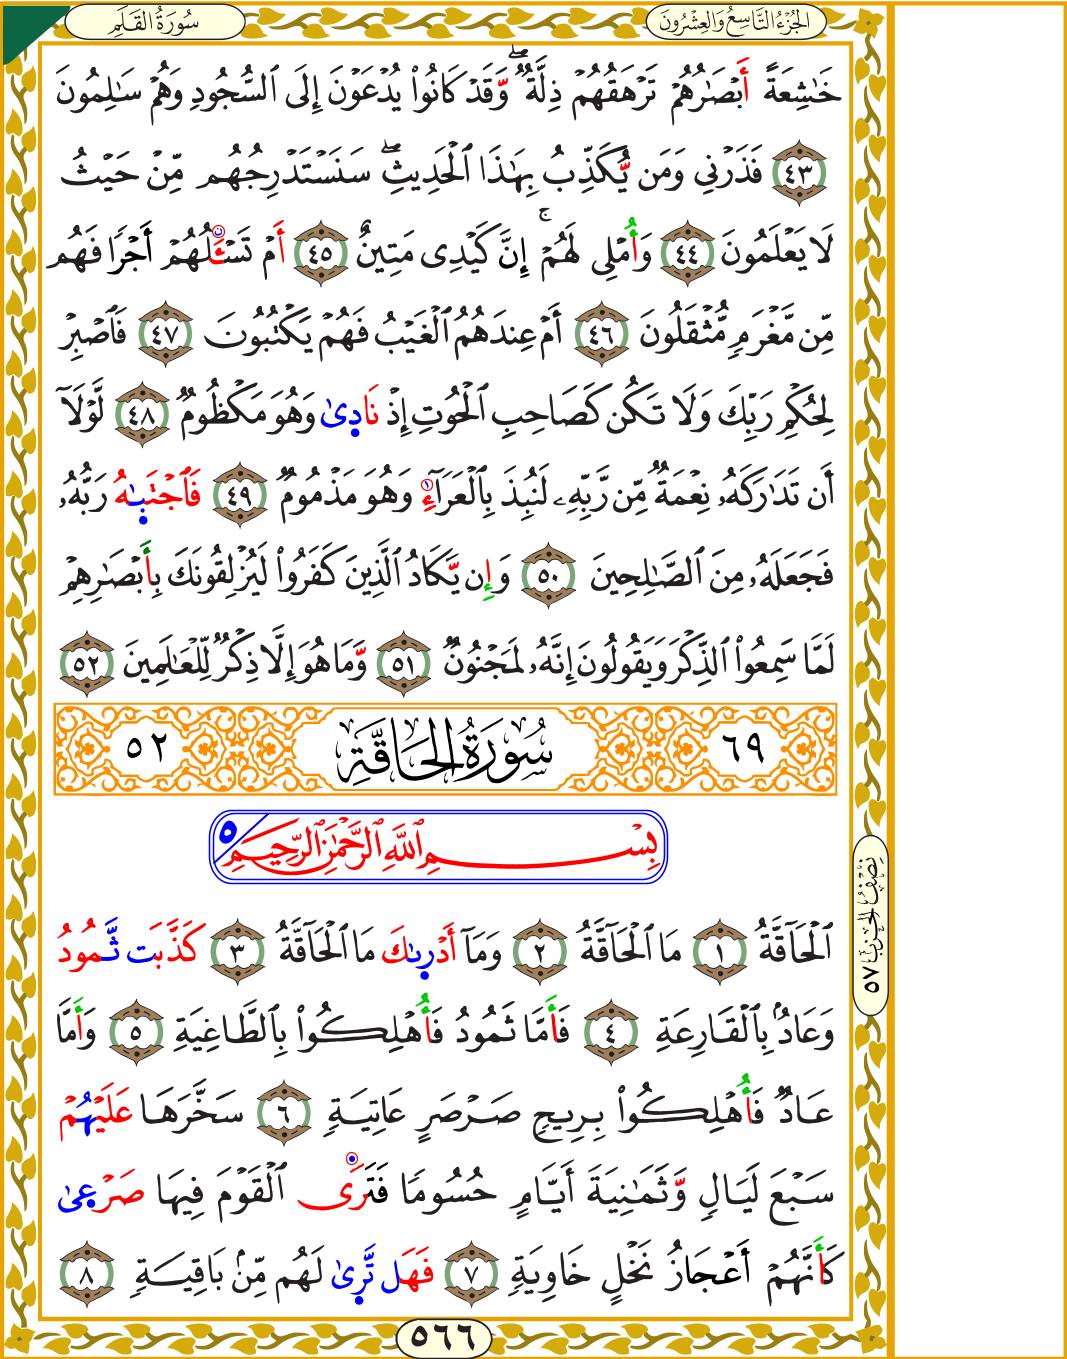 الجُزْءُ التَّاسِعُ وَالعِشْرُونَ
سُورَةُ القَلَمِ
خَٰشِعَةً أَبْصَٰرُهُمْ تَرْهَقُهُمْ ذِلَّةٌۖ وَّقَدْ كَانُوا۟ يُدْعَوْنَ إِلَى ٱلسُّجُودِ وَهُمْ سَٰلِمُونَ
٤٣ فَذَرْنِى وَمَن يُّكَذِّبُ بِهَٰذَا ٱلْحَدِيثِۖ سَنَسْتَدْرِجُهُم مِّنْ حَيْثُ
لَا يَعْلَمُونَ ٤٤ وَأُمْلِى لَهُمْۚ إِنَّ كَيْدِى مَتِينٌ ٤٥ أَمْ تَسْـَٔلُهُمْ أَجْرًا فَهُم
مِّن مَّغْرَمٍ مُّثْقَلُونَ ٤٦ أَمْ عِندَهُمُ ٱلْغَيْبُ فَهُمْ يَكْتُبُونَ ٤٧ فَٱصْبِرْ
لِحُكْمِ رَبِّكَ وَلَا تَكُن كَصَاحِبِ ٱلْحُوتِ إِذْ نَادِىٰ وَهُوَ مَكْظُومٌ ٤٨ لَّوْلَآ
أَن تَدَٰرَكَهُۥ نِعْمَةٌ مِّن رَّبِّهِۦ لَنُبِذَ بِٱلْعَرَآءِ وَهُوَ مَذْمُومٌ ٤٩ فَٱجْتَبِٰهُ رَبُّهُۥ
فَجَعَلَهُۥ مِنَ ٱلصَّٰلِحِينَ ٥٠ وَإِن يَّكَادُ ٱلَّذِينَ كَفَرُوا۟ لَيُزْلِقُونَكَ بِأَبْصَٰرِهِمْ
لَمَّا سَمِعُوا۟ ٱلذِّكْرَ وَيَقُولُونَ إِنَّهُۥ لَمَجْنُونٌ ٥١ وَّمَا هُوَ إِلَّا ذِكْرٌ لِّلْعَٰلَمِينَ ٥٢
٦٩ سُورَةُ الحَاقَّةِ ٥٢
بِسْمِ ٱللَّهِ ٱلرَّحْمَٰنِ ٱلرَّحِيمِ ٥
ٱلْحَآقَّةُ ١ مَا ٱلْحَآقَّةُ ٢ وَمَآ أَدْرِىٰكَ مَا ٱلْحَآقَّةُ ٣ كَذَّبَت ثَّمُودُ
وَعَادٌۢ بِٱلْقَارِعَةِ ٤ فَأَمَّا ثَمُودُ فَأُهْلِكُوا۟ بِٱلطَّاغِيَةِ ٥ وَأَمَّا
عَادٌ فَأُهْلِكُوا۟ بِرِيحٍ صَرْصَرٍ عَاتِيَةٍ ٦ سَخَّرَهَا عَلَيْهُمْ
سَبْعَ لَيَالٍ وَّثَمَٰنِيَةَ أَيَّامٍ حُسُومًا فَتَرَى ٱلْقَوْمَ فِيهَا صَرْعِىٰ
كَأَنَّهُمْ أَعْجَازُ نَخْلٍ خَاوِيَةٍ ٧ فَهَل تَّرِىٰ لَهُم مِّنۢ بَاقِيَةٍ ٨
نِصْفُ الحِزْبِ ٥٧
٥٦٦